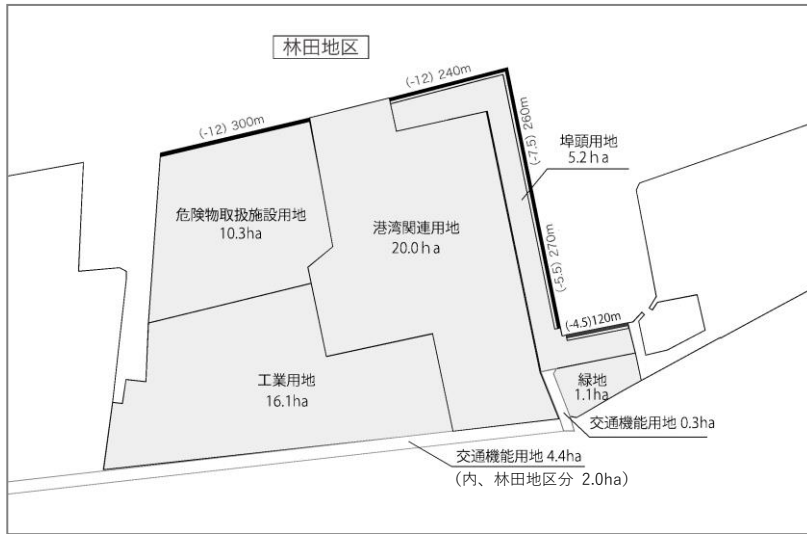 林田地区
(-12) 240m
(-12) 300m
(-7.5) 260m
埠頭用地
5.2ha
危険物取扱施設用地
10.3ha
港湾関連用地
20.0ha
(-5.5) 270m
(-4.5)120m
工業用地
16.1ha
緑地
1.1ha
交通機能用地 0.3ha
交通機能用地 4.4ha
(内、林田地区分 2.0ha)